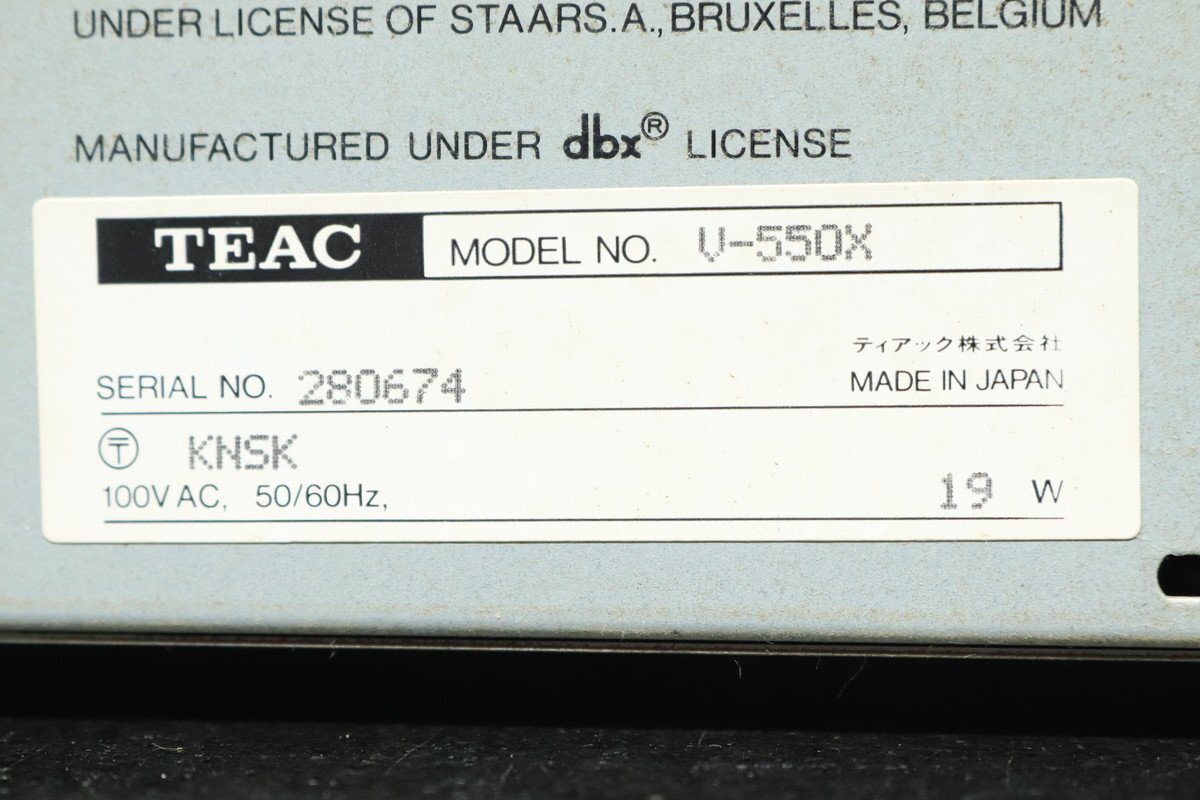 UNDER LICENSE OF STAARS.A., BRUXELLES, BELGIUM
MANUFACTURED UNDER dbx® LICENSE
TEAC MODEL NO. V-550X
ティアック株式会社
SERIAL NO. 280674 MADE IN JAPAN
〶 KNSK
100V AC, 50/60Hz, 19 W